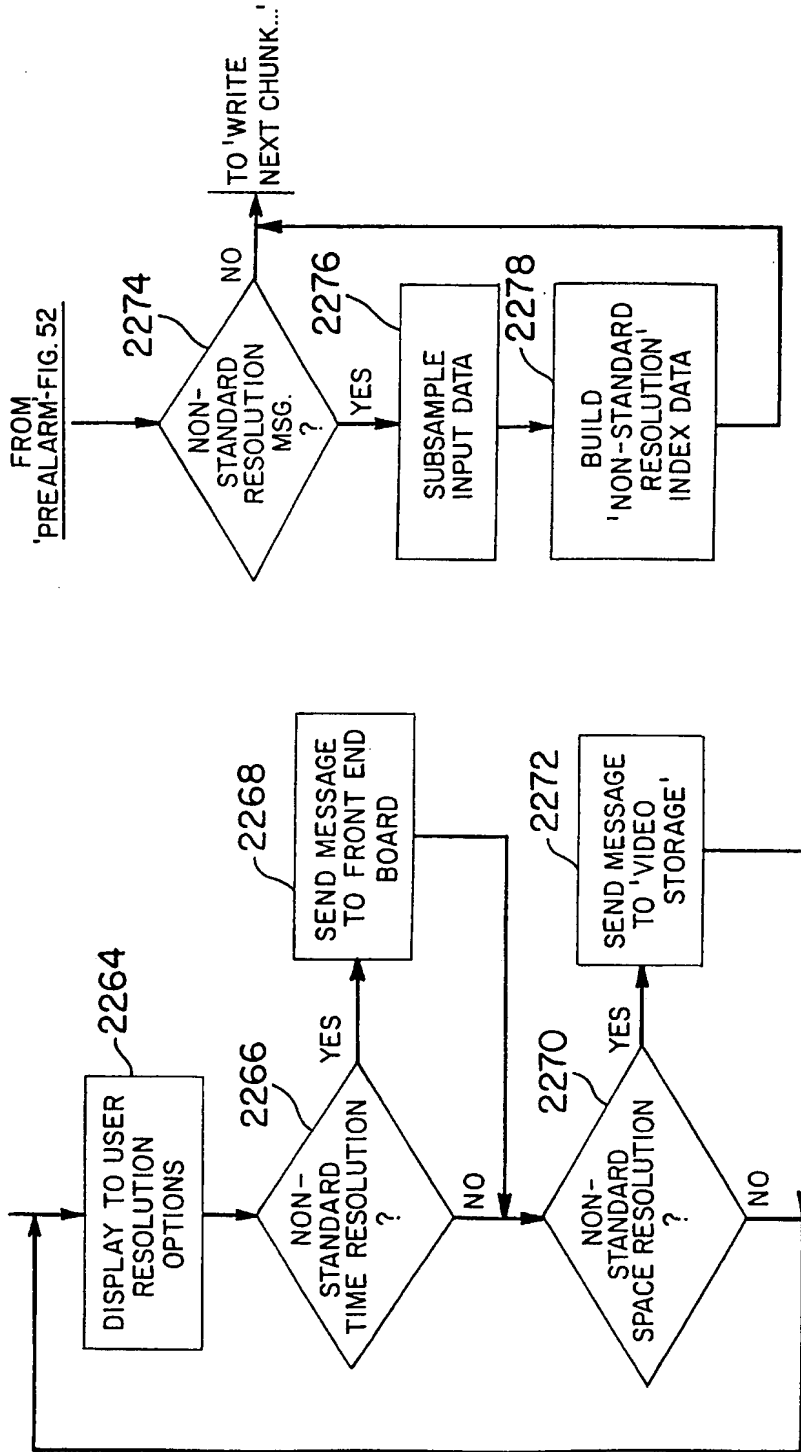 2264
DISPLAY TO USER
RESOLUTION
OPTIONS
2266
NON-
STANDARD
TIME RESOLUTION
?
YES
NO
2268
SEND MESSAGE
TO FRONT END
BOARD
2270
NON-
STANDARD
SPACE RESOLUTION
?
YES
NO
2272
SEND MESSAGE
TO 'VIDEO
STORAGE'
FROM
'PREALARM-FIG. 52
2274
NON-
STANDARD
RESOLUTION
MSG.
?
NO
YES
TO 'WRITE
NEXT CHUNK...'
2276
SUBSAMPLE
INPUT DATA
2278
BUILD
'NON-STANDARD
RESOLUTION'
INDEX DATA